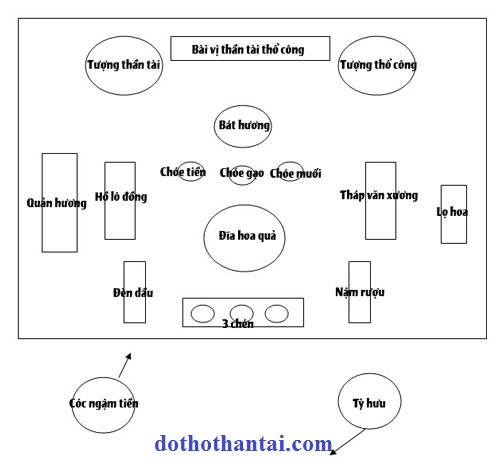 Bài vị thần tài thổ công
Tượng thần tài
Tượng thổ công
Bát hương
Chóe tiền
Chóe gạo
Chóe muối
Quản hương
Hồ lô đồng
Tháp văn xương
Lọ hoa
Đĩa hoa quả
Đèn dầu
Nậm rượu
3 chén
Cóc ngậm tiền
Tỳ hưu
dothothantai.com